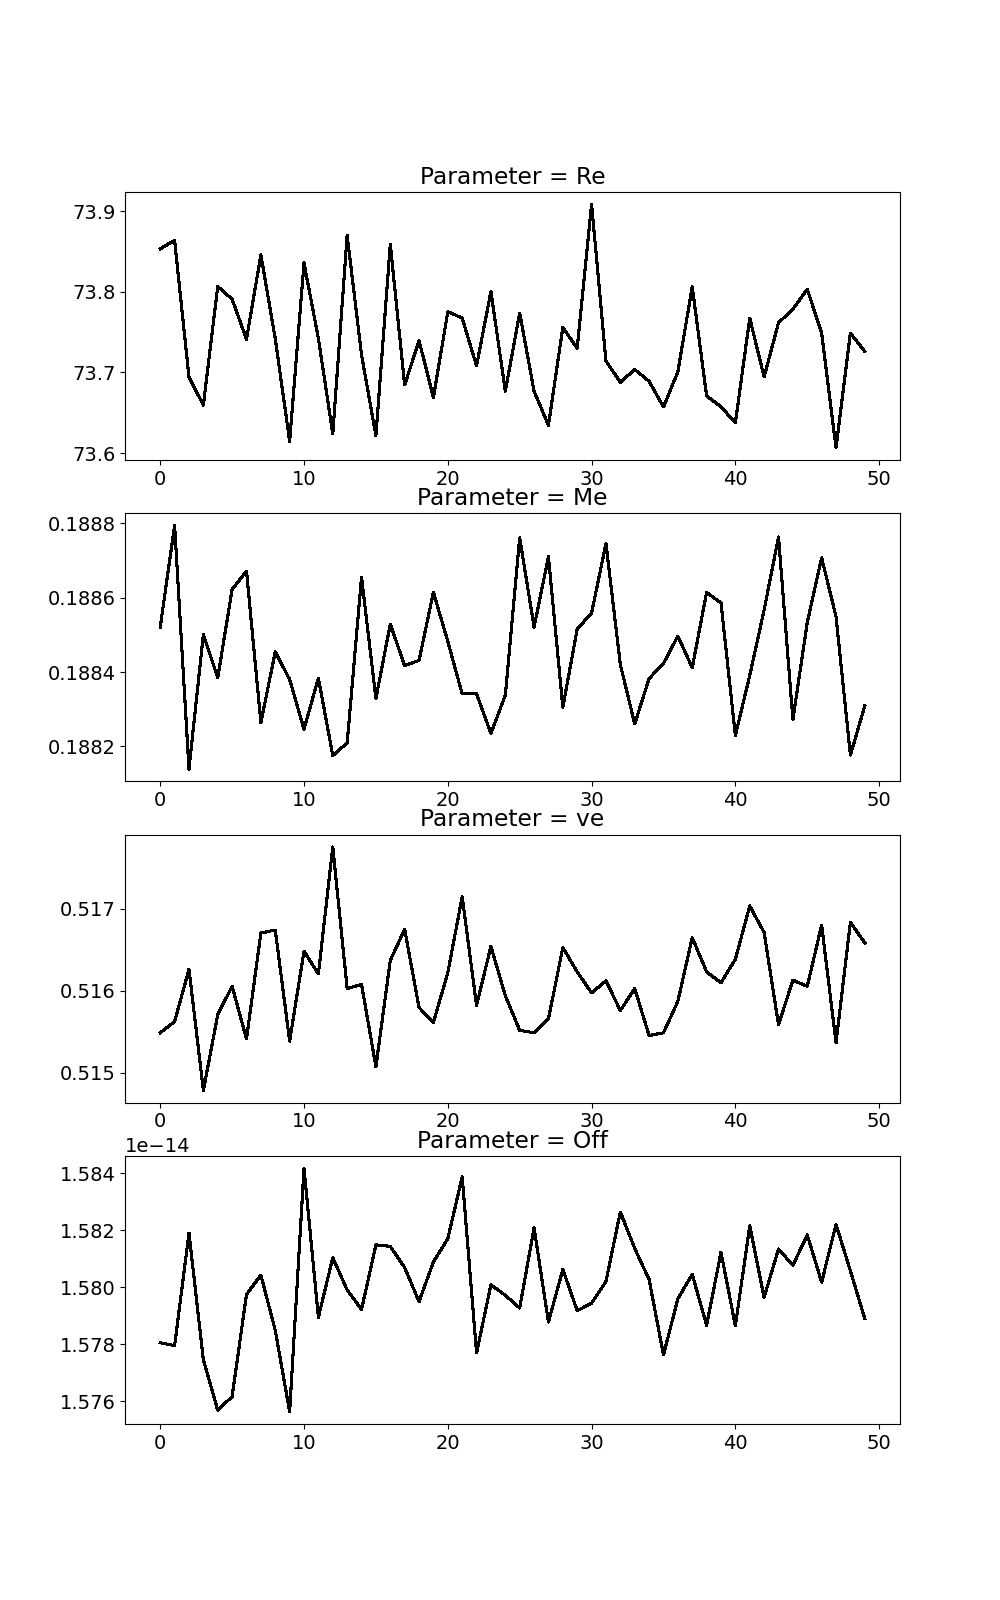 Parameter = Re
73.9
73.8
73.7
73.6
0 10 20 30 40 50
Parameter = Me
0.1888
0.1886
0.1884
0.1882
0 10 20 30 40 50
Parameter = ve
0.517
0.516
0.515
0 10 20 30 40 50
Parameter = Off
1e−14
1.584
1.582
1.580
1.578
1.576
0 10 20 30 40 50